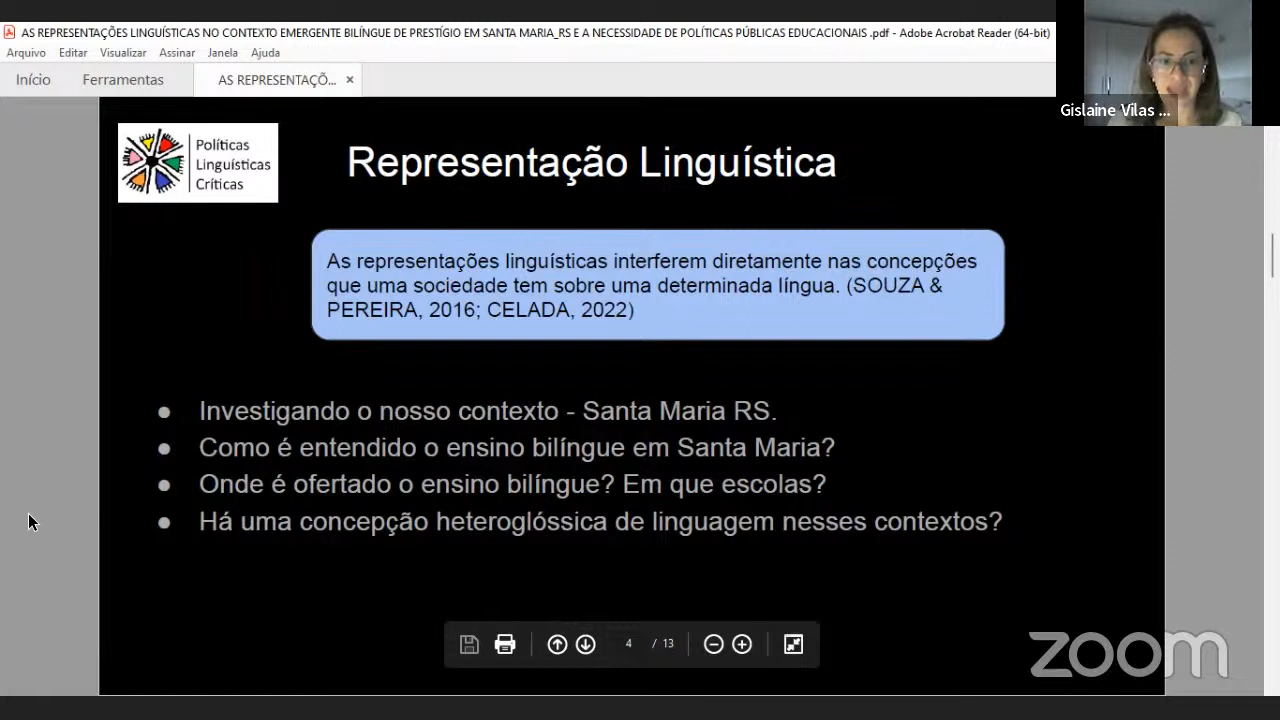 AS REPRESENTAÇÕES LINGUÍSTICAS NO CONTEXTO EMERGENTE BILÍNGUE DE PRESTÍGIO EM SANTA MARIA_RS E A NECESSIDADE DE POLÍTICAS PÚBLICAS EDUCACIONAIS .pdf - Adobe Acrobat Reader (64-bit)
Arquivo Editar Visualizar Assinar Janela Ajuda
Início Ferramentas AS REPRESENTAÇÕ... ×
Gislaine Vilas ...
Políticas
Linguísticas
Críticas
Representação Linguística
As representações linguísticas interferem diretamente nas concepções
que uma sociedade tem sobre uma determinada língua. (SOUZA &
PEREIRA, 2016; CELADA, 2022)
● Investigando o nosso contexto - Santa Maria RS.
● Como é entendido o ensino bilíngue em Santa Maria?
● Onde é ofertado o ensino bilíngue? Em que escolas?
● Há uma concepção heteroglóssica de linguagem nesses contextos?
4 / 13
zoom